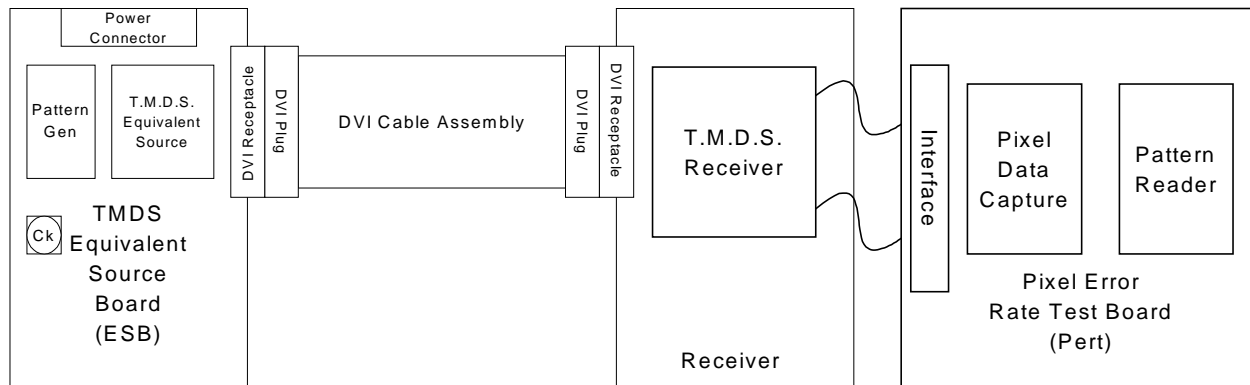 Power
Connector
Pattern
Gen
T.M.D.S.
Equivalent
Source
Ck
TMDS
Equivalent
Source
Board
(ESB)
DVI Receptacle
DVI Plug
DVI Cable Assembly
DVI Plug
DVI Receptacle
T.M.D.S.
Receiver
Receiver
Interface
Pixel
Data
Capture
Pattern
Reader
Pixel Error
Rate Test Board
(Pert)